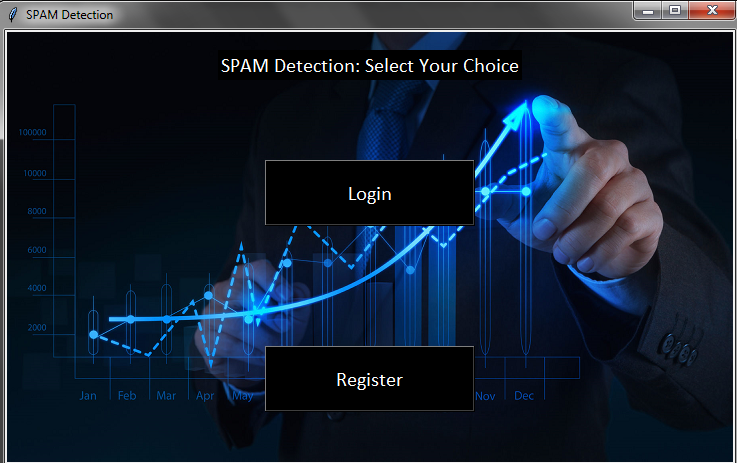 SPAM Detection
SPAM Detection: Select Your Choice
100000
10000
8000
6000
4000
2000
Login
Register
Jan Feb Mar Apr May Nov Dec